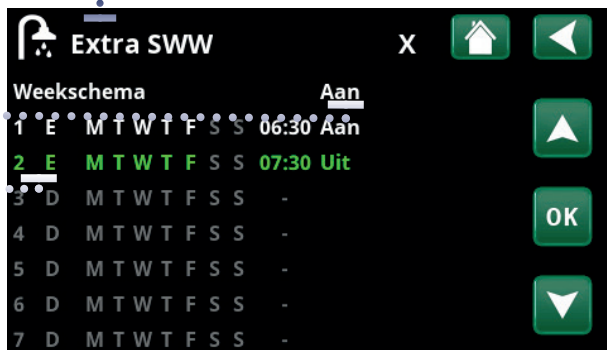 Extra SWW X
Weekschema Aan
1 E M T W T F S S 06:30 Aan
2 E M T W T F S S 07:30 Uit
3 D M T W T F S S -
4 D M T W T F S S -
OK
5 D M T W T F S S -
6 D M T W T F S S -
7 D M T W T F S S -